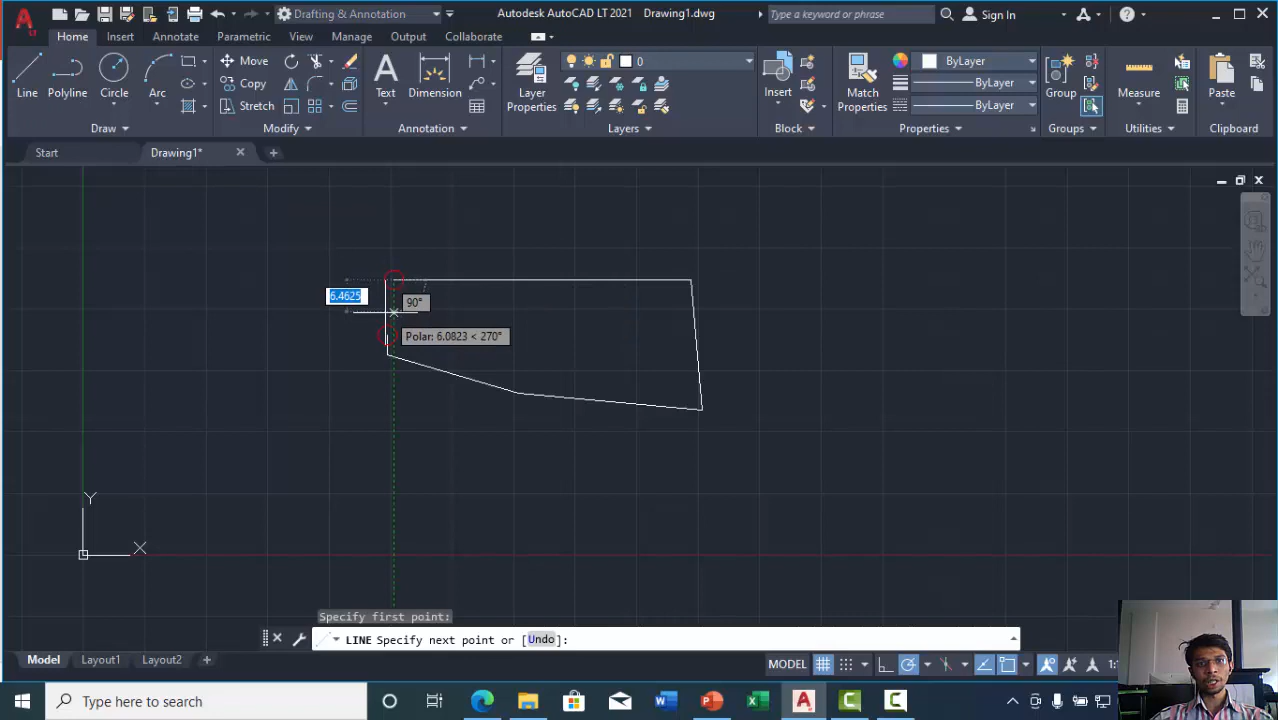 Drafting & Annotation
Autodesk AutoCAD LT 2021 Drawing1.dwg
Type a keyword or phrase
Sign In
LT
Home Insert Annotate Parametric View Manage Output Collaborate
Line
Polyline
Circle
Arc
Move
Copy
Stretch
Text
Dimension
Layer
Properties
0
Insert
Match
Properties
ByLayer
ByLayer
ByLayer
Group
Measure
Paste
Draw
Modify
Annotation
Layers
Block
Properties
Groups
Utilities
Clipboard
Start
Drawing1*
6.4625
90°
Polar: 6.0823 < 270°
Y
X
Specify first point:
LINE Specify next point or [Undo]:
Model Layout1 Layout2
MODEL
Type here to search